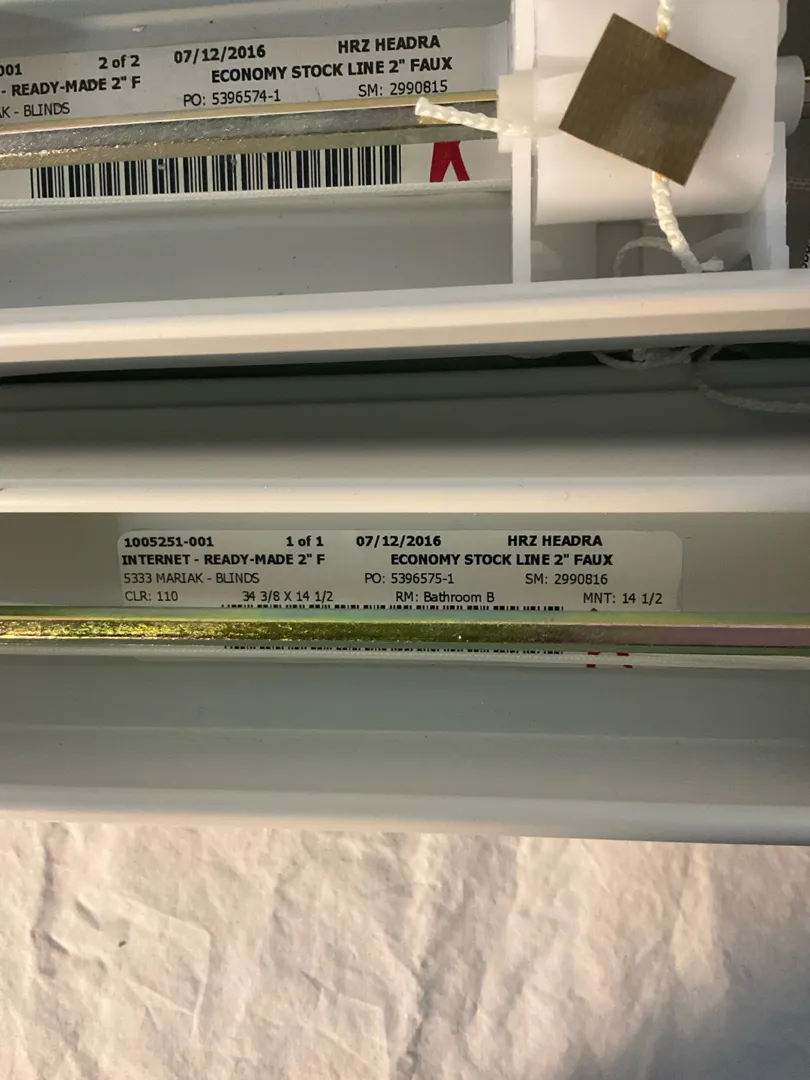 001 2 of 2 07/12/2016 HRZ HEADRA
- READY-MADE 2" F ECONOMY STOCK LINE 2" FAUX
AK - BLINDS PO: 5396574-1 SM: 2990815
1005251-001 1 of 1 07/12/2016 HRZ HEADRA
INTERNET - READY-MADE 2" F ECONOMY STOCK LINE 2" FAUX
5333 MARIAK - BLINDS PO: 5396575-1 SM: 2990816
CLR: 110 34 3/8 X 14 1/2 RM: Bathroom B MNT: 14 1/2